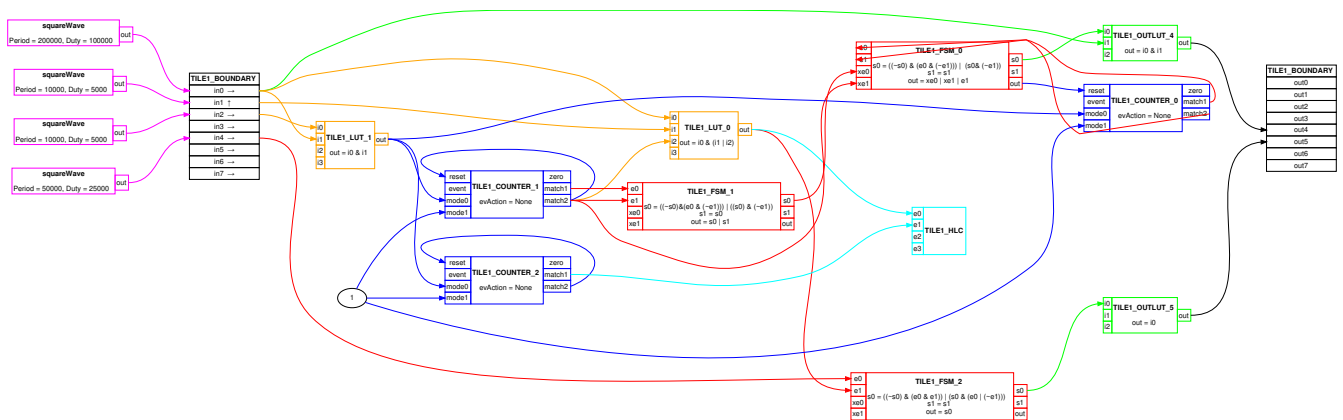 squareWave
Period = 200000, Duty = 100000
out
squareWave
Period = 10000, Duty = 5000
out
squareWave
Period = 10000, Duty = 5000
out
squareWave
Period = 50000, Duty = 25000
out
TILE1_BOUNDARY
in0 →
in1 ↑
in2 →
in3 →
in4 →
in5 →
in6 →
in7 →
i0
i1
i2
i3
TILE1_LUT_1
out = i0 & i1
out
1
reset
event
mode0
mode1
TILE1_COUNTER_1
evAction = None
zero
match1
match2
reset
event
mode0
mode1
TILE1_COUNTER_2
evAction = None
zero
match1
match2
e0
e1
xe0
xe1
TILE1_FSM_1
s0 = ((~s0)&(e0 & (~e1))) | ((s0) & (~e1))
s1 = s0
out = s0 | s1
s0
s1
out
i0
i1
i2
i3
TILE1_LUT_0
out = i0 & (i1 | i2)
out
e0
e1
xe0
xe1
TILE1_FSM_0
s0 = ((~s0) & (e0 & (~e1))) | (s0& (~e1))
s1 = s1
out = xe0 | xe1 | e1
s0
s1
out
e0
e1
e2
e3
TILE1_HLC
e0
e1
xe0
xe1
TILE1_FSM_2
s0 = ((~s0) & (e0 & e1)) | (s0 & (e0 | (~e1)))
s1 = s1
out = s0
s0
s1
out
i0
i1
i2
TILE1_OUTLUT_4
out = i0 & i1
out
reset
event
mode0
mode1
TILE1_COUNTER_0
evAction = None
zero
match1
match2
i0
i1
i2
TILE1_OUTLUT_5
out = i0
out
TILE1_BOUNDARY
out0
out1
out2
out3
out4
out5
out6
out7